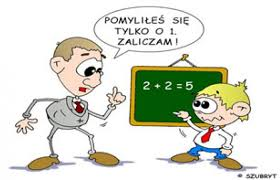 POMYLIŁEŚ SIĘ
TYLKO O 1.
ZALICZAM!
2 + 2 = 5
© SZUBRYT